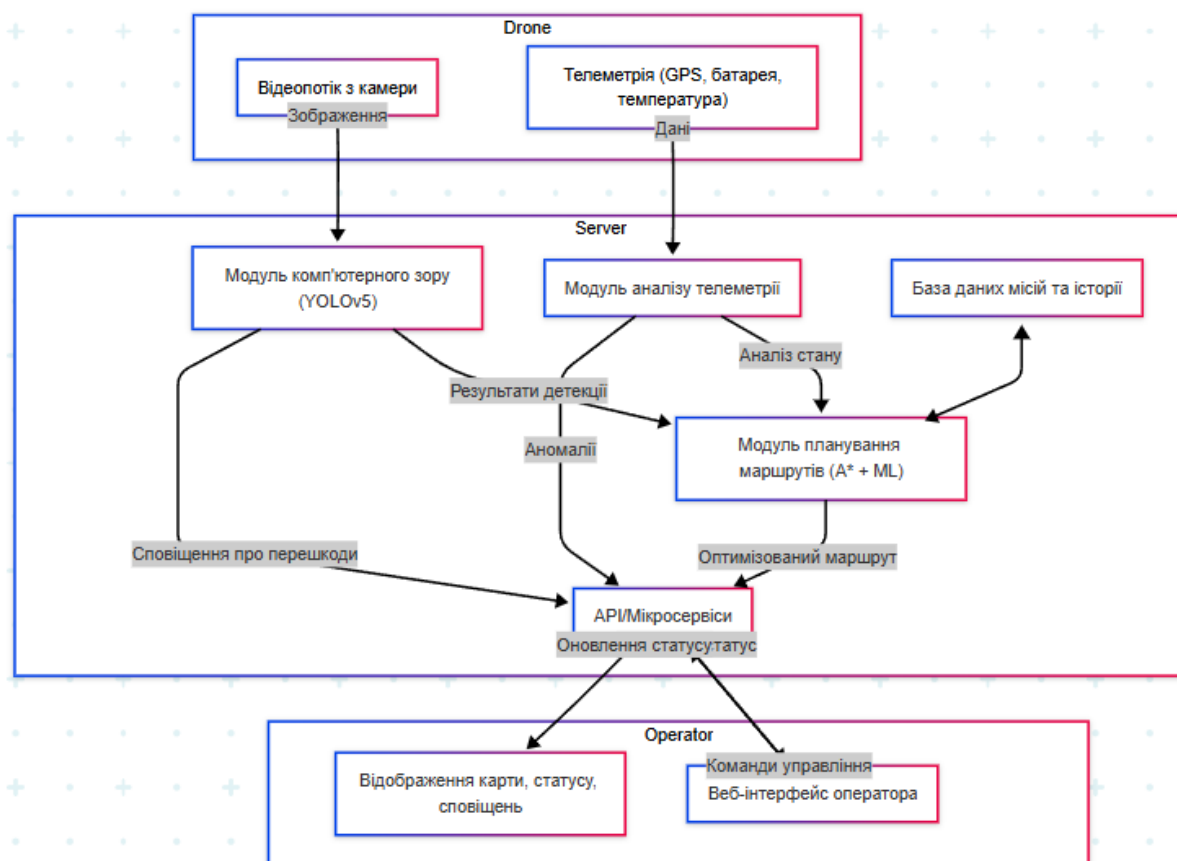 Drone
Відеопотік з камери
Зображення
Телеметрія (GPS, батарея,
температура)
Дані
Server
Модуль комп'ютерного зору
(YOLOv5)
Модуль аналізу телеметрії
База даних місій та історії
Аналіз стану
Результати детекції
Модуль планування
маршрутів (A* + ML)
Аномалії
Сповіщення про перешкоди
Оптимізований маршрут
API/Мікросервіси
Оновлення статусу
Operator
Відображення карти, статусу,
сповіщень
Команди управління
Веб-інтерфейс оператора